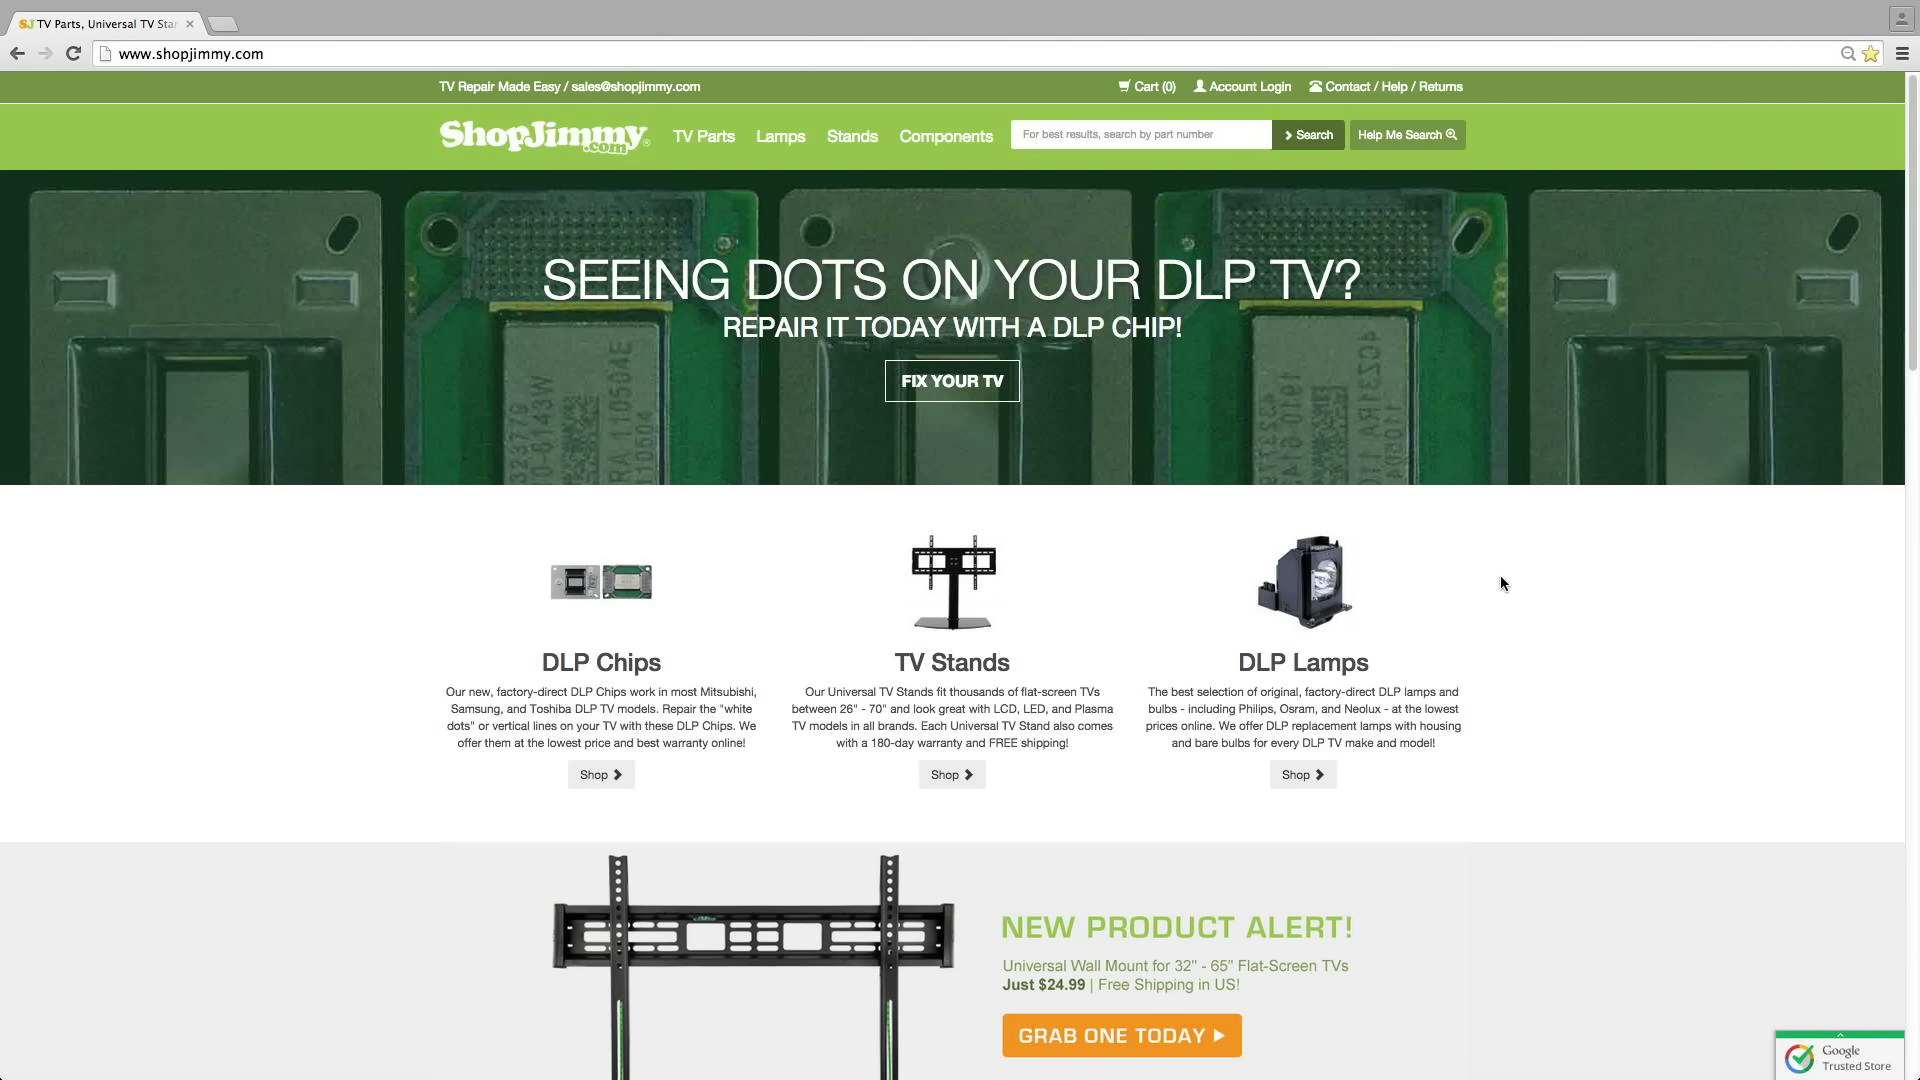 SJ TV Parts, Universal TV Star
www.shopjimmy.com
TV Repair Made Easy / sales@shopjimmy.com
Cart (0)
Account Login
Contact / Help / Returns
ShopJimmy.com®
TV Parts
Lamps
Stands
Components
For best results, search by part number
Search
Help Me Search
SEEING DOTS ON YOUR DLP TV?
REPAIR IT TODAY WITH A DLP CHIP!
FIX YOUR TV
DLP Chips
Our new, factory-direct DLP Chips work in most Mitsubishi,
Samsung, and Toshiba DLP TV models. Repair the "white
dots" or vertical lines on your TV with these DLP Chips. We
offer them at the lowest price and best warranty online!
Shop
TV Stands
Our Universal TV Stands fit thousands of flat-screen TVs
between 26" - 70" and look great with LCD, LED, and Plasma
TV models in all brands. Each Universal TV Stand also comes
with a 180-day warranty and FREE shipping!
Shop
DLP Lamps
The best selection of original, factory-direct DLP lamps and
bulbs - including Philips, Osram, and Neolux - at the lowest
prices online. We offer DLP replacement lamps with housing
and bare bulbs for every DLP TV make and model!
Shop
NEW PRODUCT ALERT!
Universal Wall Mount for 32" - 65" Flat-Screen TVs
Just $24.99 | Free Shipping in US!
GRAB ONE TODAY
Google
Trusted Store